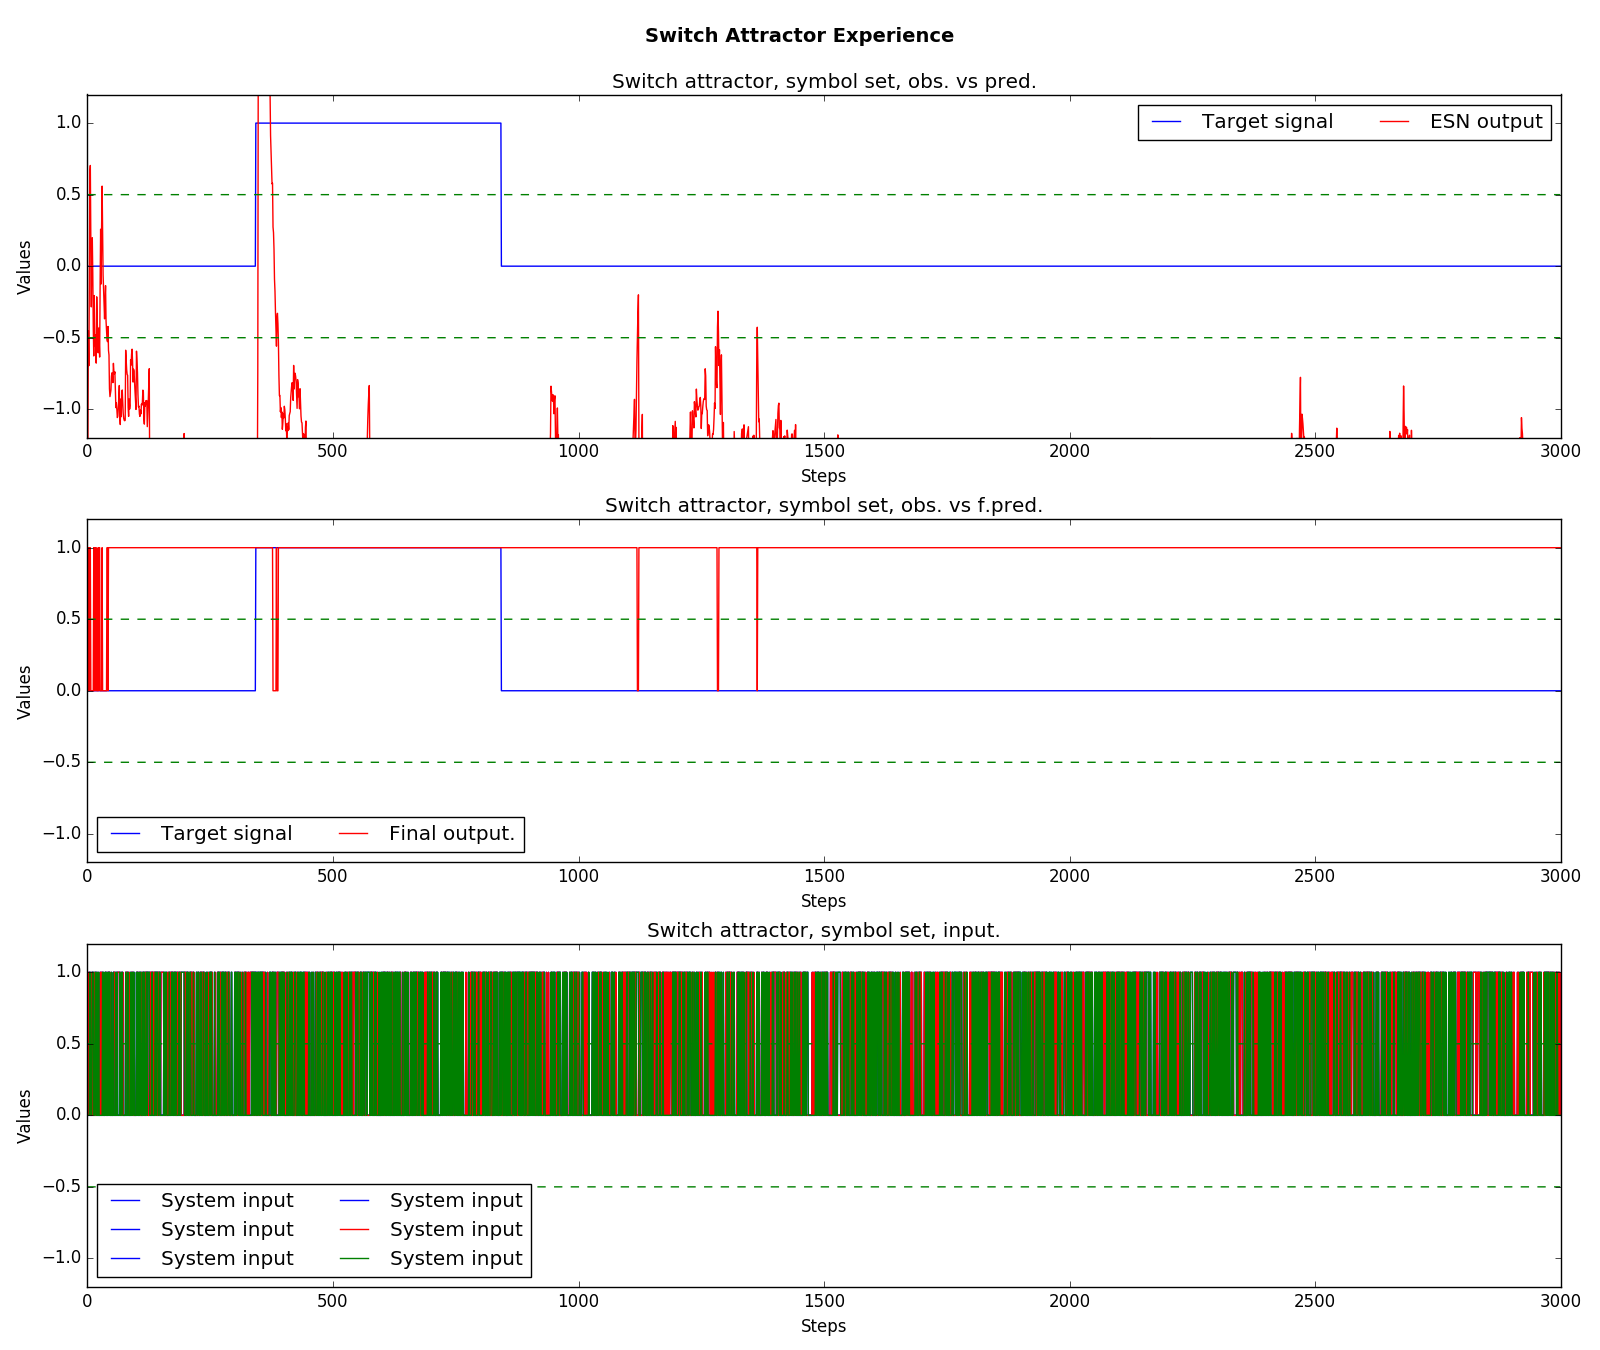 Switch Attractor Experience
Switch attractor, symbol set, obs. vs pred.
Target signal ESN output
1.0
0.5
0.0
−0.5
−1.0
Values
0 500 1000 1500 2000 2500 3000
Steps
Switch attractor, symbol set, obs. vs f.pred.
1.0
0.5
0.0
−0.5
−1.0
Values
Target signal Final output.
0 500 1000 1500 2000 2500 3000
Steps
Switch attractor, symbol set, input.
1.0
0.5
0.0
−0.5
−1.0
Values
System input System input
System input System input
System input System input
0 500 1000 1500 2000 2500 3000
Steps